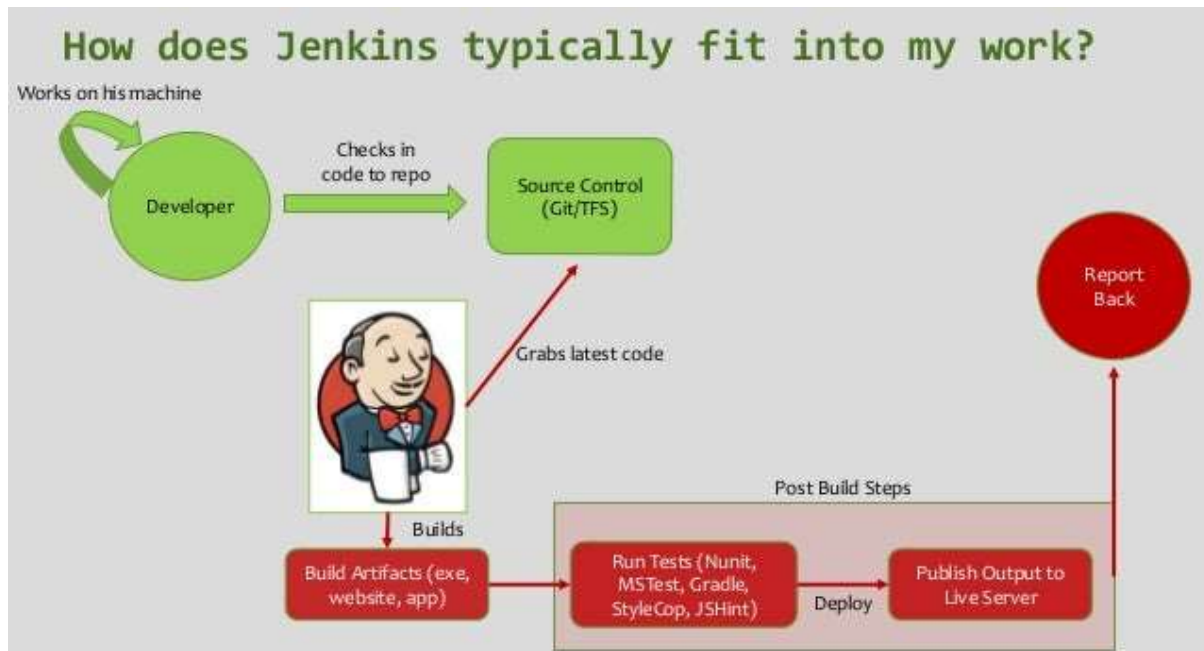 How does Jenkins typically fit into my work?
Works on his machine
Developer
Checks in
code to repo
Source Control
(Git/TFS)
Report
Back
Grabs latest code
Post Build Steps
Builds
Build Artifacts (exe,
website, app)
Run Tests (Nunit,
MSTest, Gradle,
StyleCop, JSHint)
Deploy
Publish Output to
Live Server